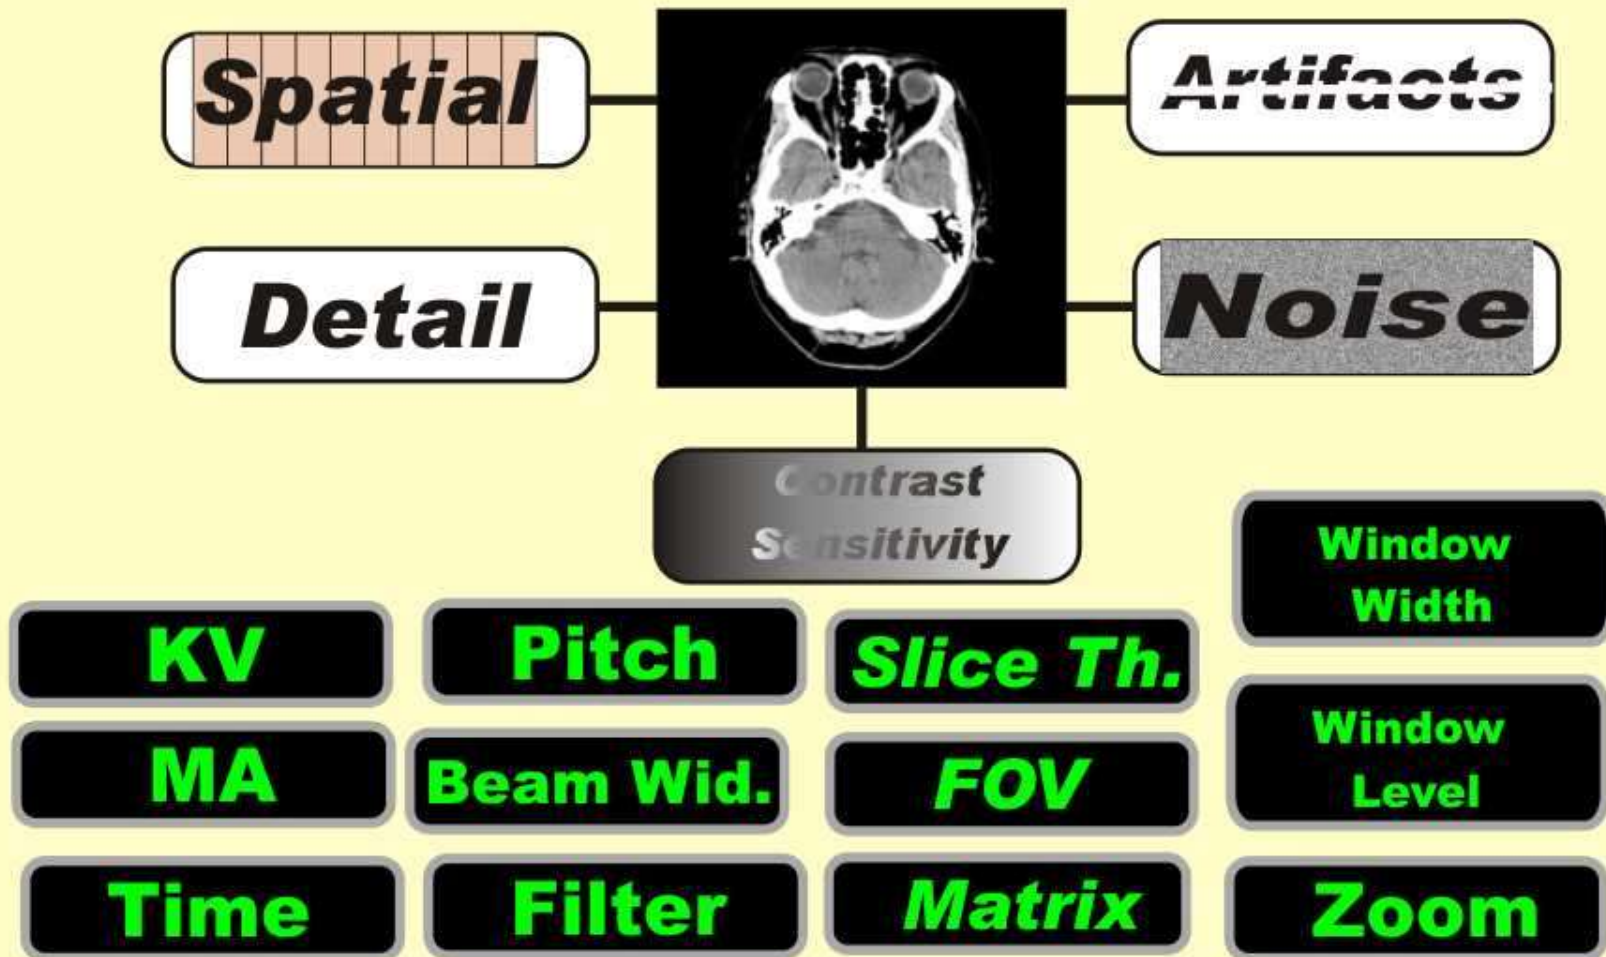 Spatial
Artifacts
Detail
Noise
Contrast
Sensitivity
Window
Width
KV
Pitch
Slice Th.
Window
Level
MA
Beam Wid.
FOV
Time
Filter
Matrix
Zoom